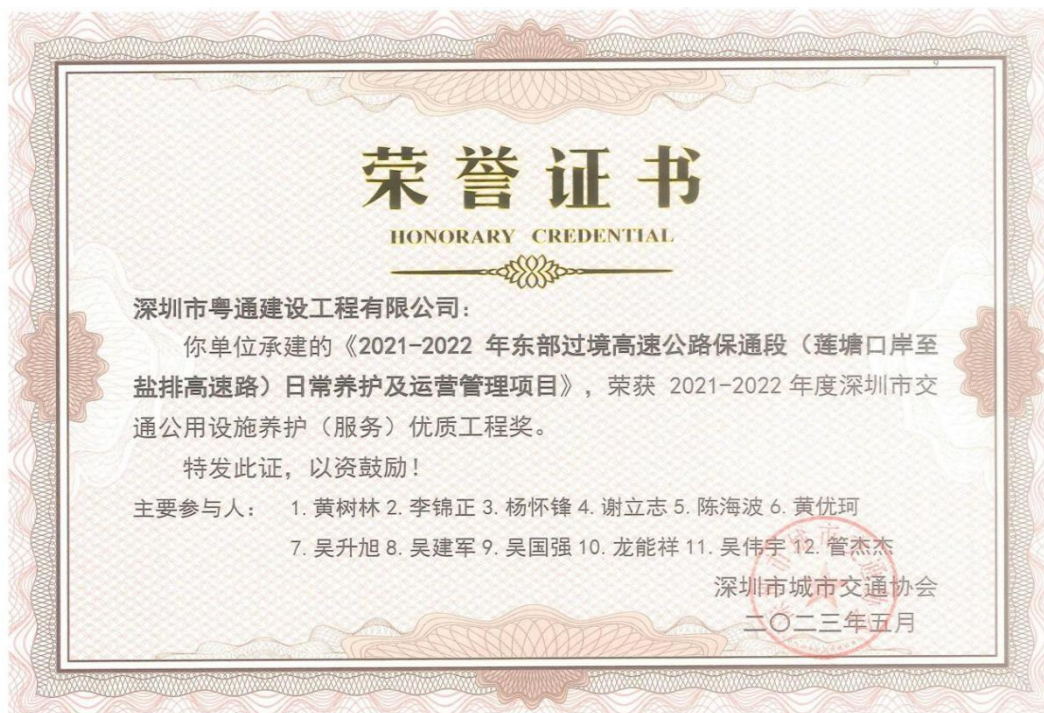 荣誉证书
HONORARY CREDENTIAL
深圳市粤通建设工程有限公司：
你单位承建的《2021-2022 年东部过境高速公路保通段（莲塘口岸至
盐排高速路）日常养护及运营管理项目》，荣获 2021-2022 年度深圳市交
通公用设施养护（服务）优质工程奖。
特发此证，以资鼓励！
主要参与人： 1. 黄树林 2. 李锦正 3. 杨怀锋 4. 谢立志 5. 陈海波 6. 黄优珂
7. 吴升旭 8. 吴建军 9. 吴国强 10. 龙能祥 11. 吴伟宇 12. 管杰杰
深圳市城市交通协会
二〇二三年五月